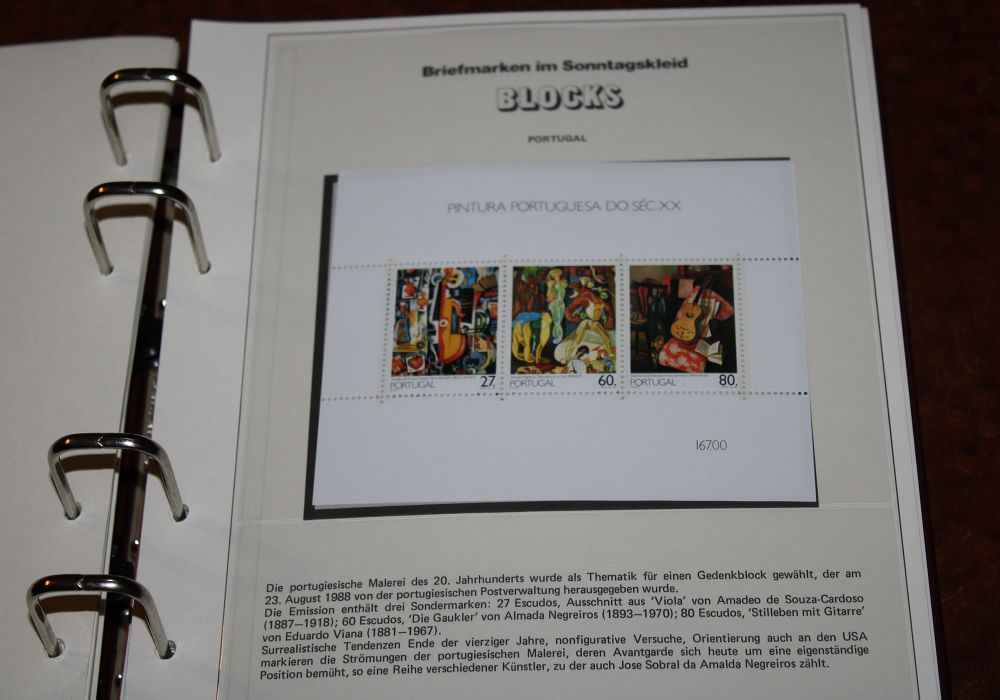 Briefmarken im Sonntagskleid
BLOCKS
PORTUGAL
PINTURA PORTUGUESA DO SÉC.XX
PORTUGAL 27.
PORTUGAL 60.
PORTUGAL 80.
167.00
Die portugiesische Malerei des 20. Jahrhunderts wurde als Thematik für einen Gedenkblock gewählt, der am
23. August 1988 von der portugiesischen Postverwaltung herausgegeben wurde.
Die Emission enthält drei Sondermarken: 27 Escudos, Ausschnitt aus 'Viola' von Amadeo de Souza-Cardoso
(1887—1918); 60 Escudos, 'Die Gaukler' von Almada Negreiros (1893—1970); 80 Escudos, 'Stilleben mit Gitarre'
von Eduardo Viana (1881—1967).
Surrealistische Tendenzen Ende der vierziger Jahre, nonfigurative Versuche, Orientierung auch an den USA
markieren die Strömungen der portugiesischen Malerei, deren Avantgarde sich heute um eine eigenständige
Position bemüht, so eine Reihe verschiedener Künstler, zu der auch Jose Sobral da Amalda Negreiros zählt.